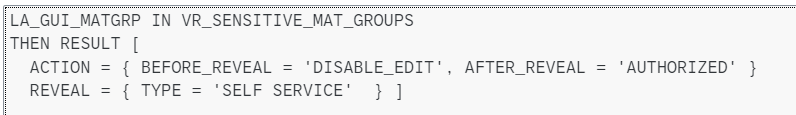 LA_GUI_MATGRP IN VR_SENSITIVE_MAT_GROUPS
THEN RESULT [
  ACTION = { BEFORE_REVEAL = 'DISABLE_EDIT', AFTER_REVEAL = 'AUTHORIZED' }
  REVEAL = { TYPE = 'SELF SERVICE'  } ]